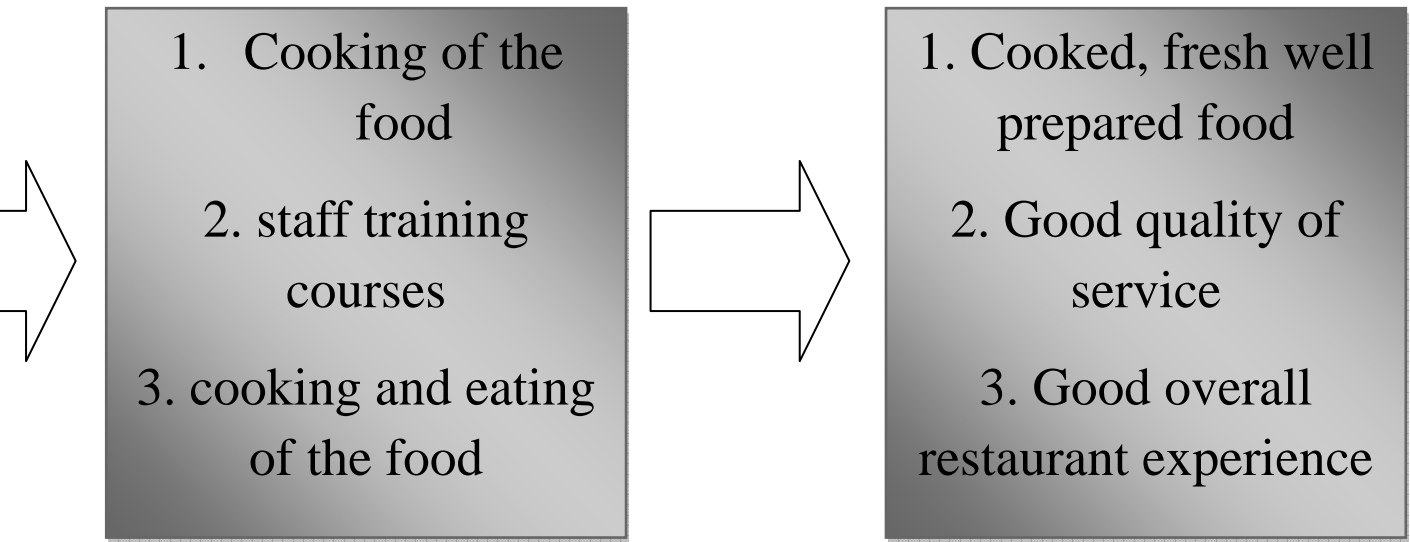 1. Cooking of the
food
2. staff training
courses
3. cooking and eating
of the food
1. Cooked, fresh well
prepared food
2. Good quality of
service
3. Good overall
restaurant experience